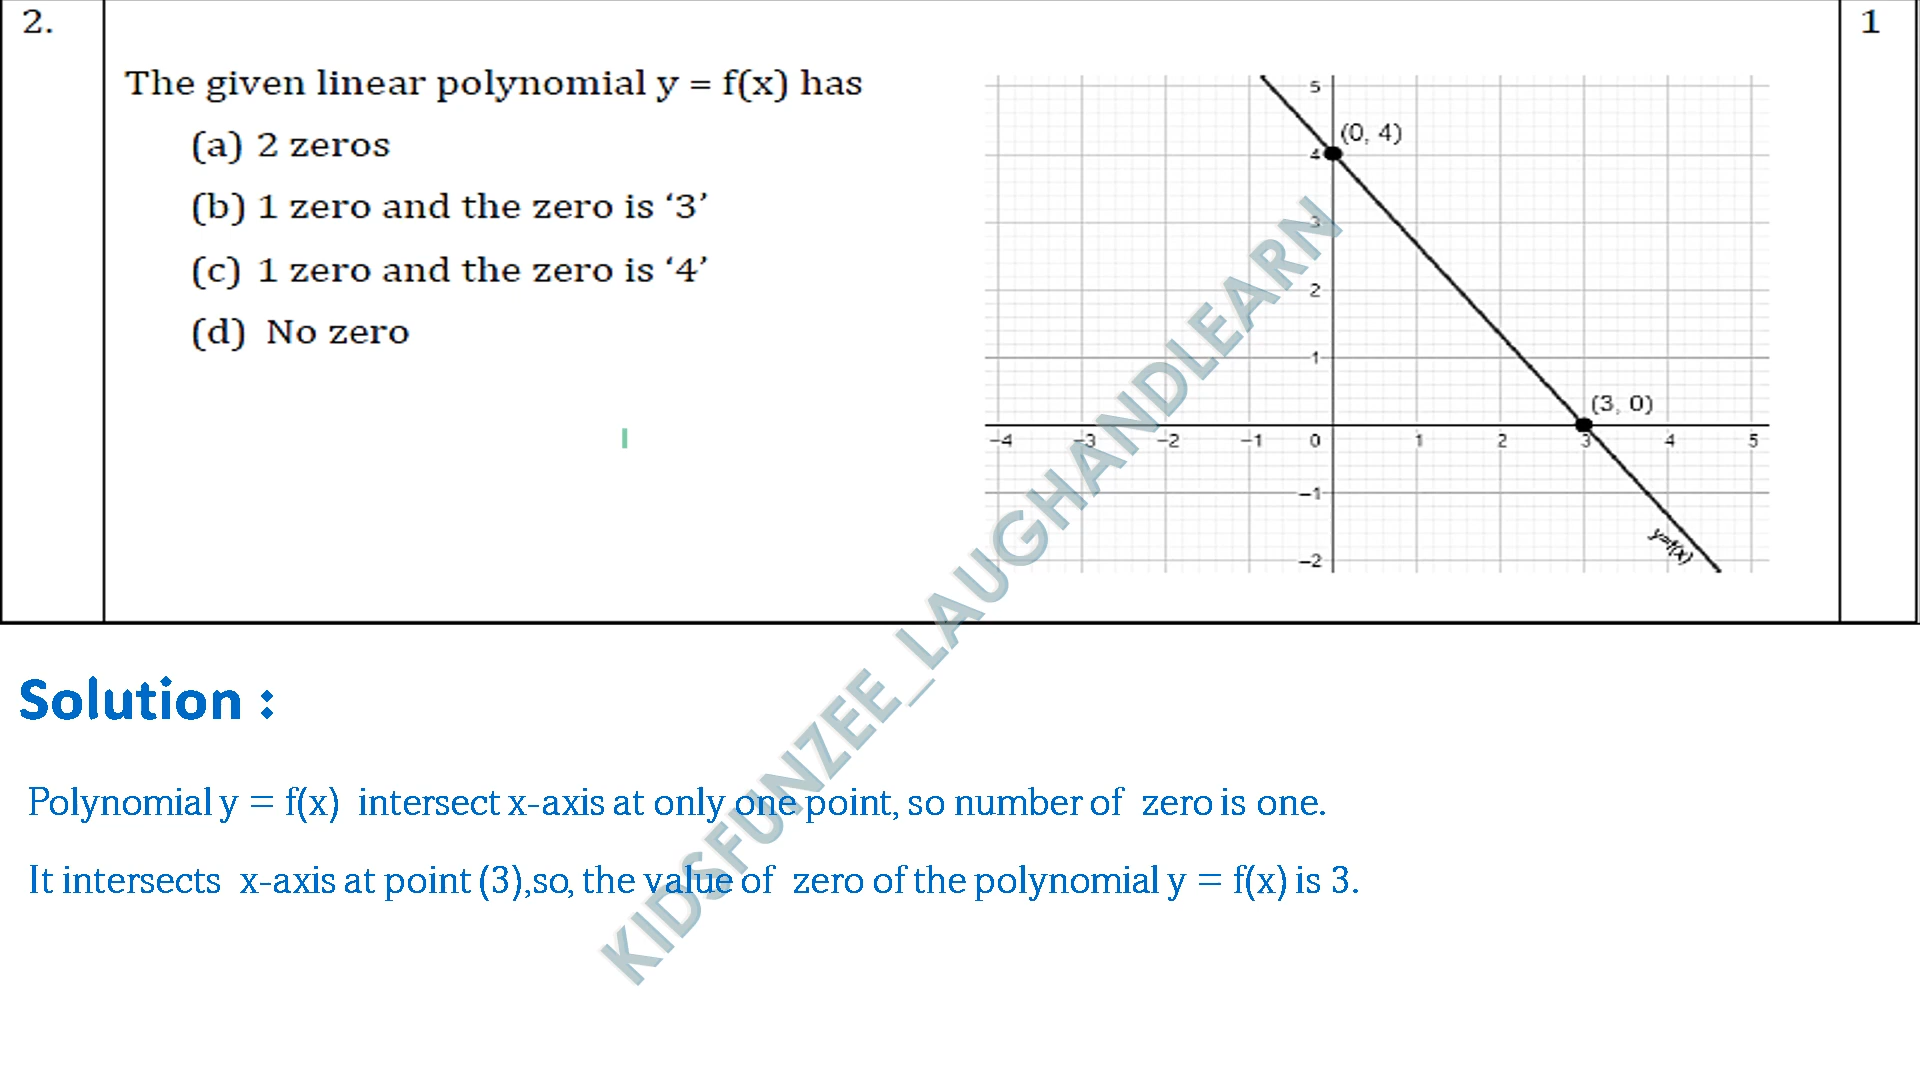 2.
1
The given linear polynomial y = f(x) has
(a) 2 zeros
(b) 1 zero and the zero is ‘3’
(c) 1 zero and the zero is ‘4’
(d) No zero
5
(0, 4)
4
3
2
1
(3, 0)
−4 −3 −2 −1 0 1 2 3 4 5
−1
y=f(x)
−2
KIDSFUNZEE_LAUGHANDLEARN
Solution :
Polynomial y = f(x) intersect x-axis at only one point, so number of zero is one.
It intersects x-axis at point (3),so, the value of zero of the polynomial y = f(x) is 3.